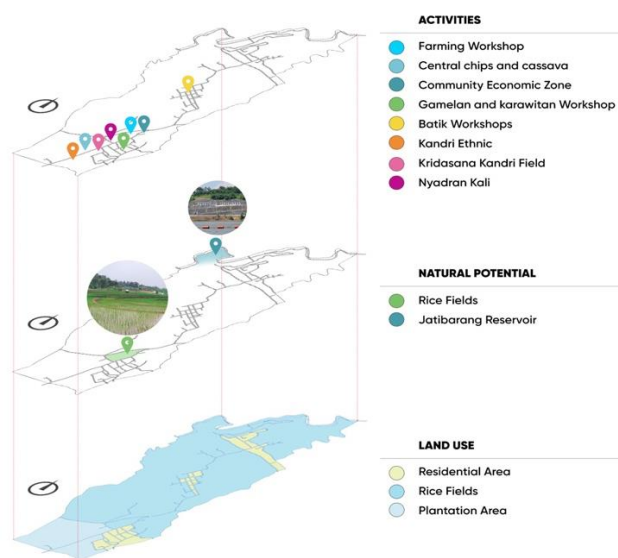 ACTIVITIES
Farming Workshop
Central chips and cassava
Community Economic Zone
Gamelan and karawitan Workshop
Batik Workshops
Kandri Ethnic
Kridasana Kandri Field
Nyadran Kali
NATURAL POTENTIAL
Rice Fields
Jatibarang Reservoir
LAND USE
Residential Area
Rice Fields
Plantation Area